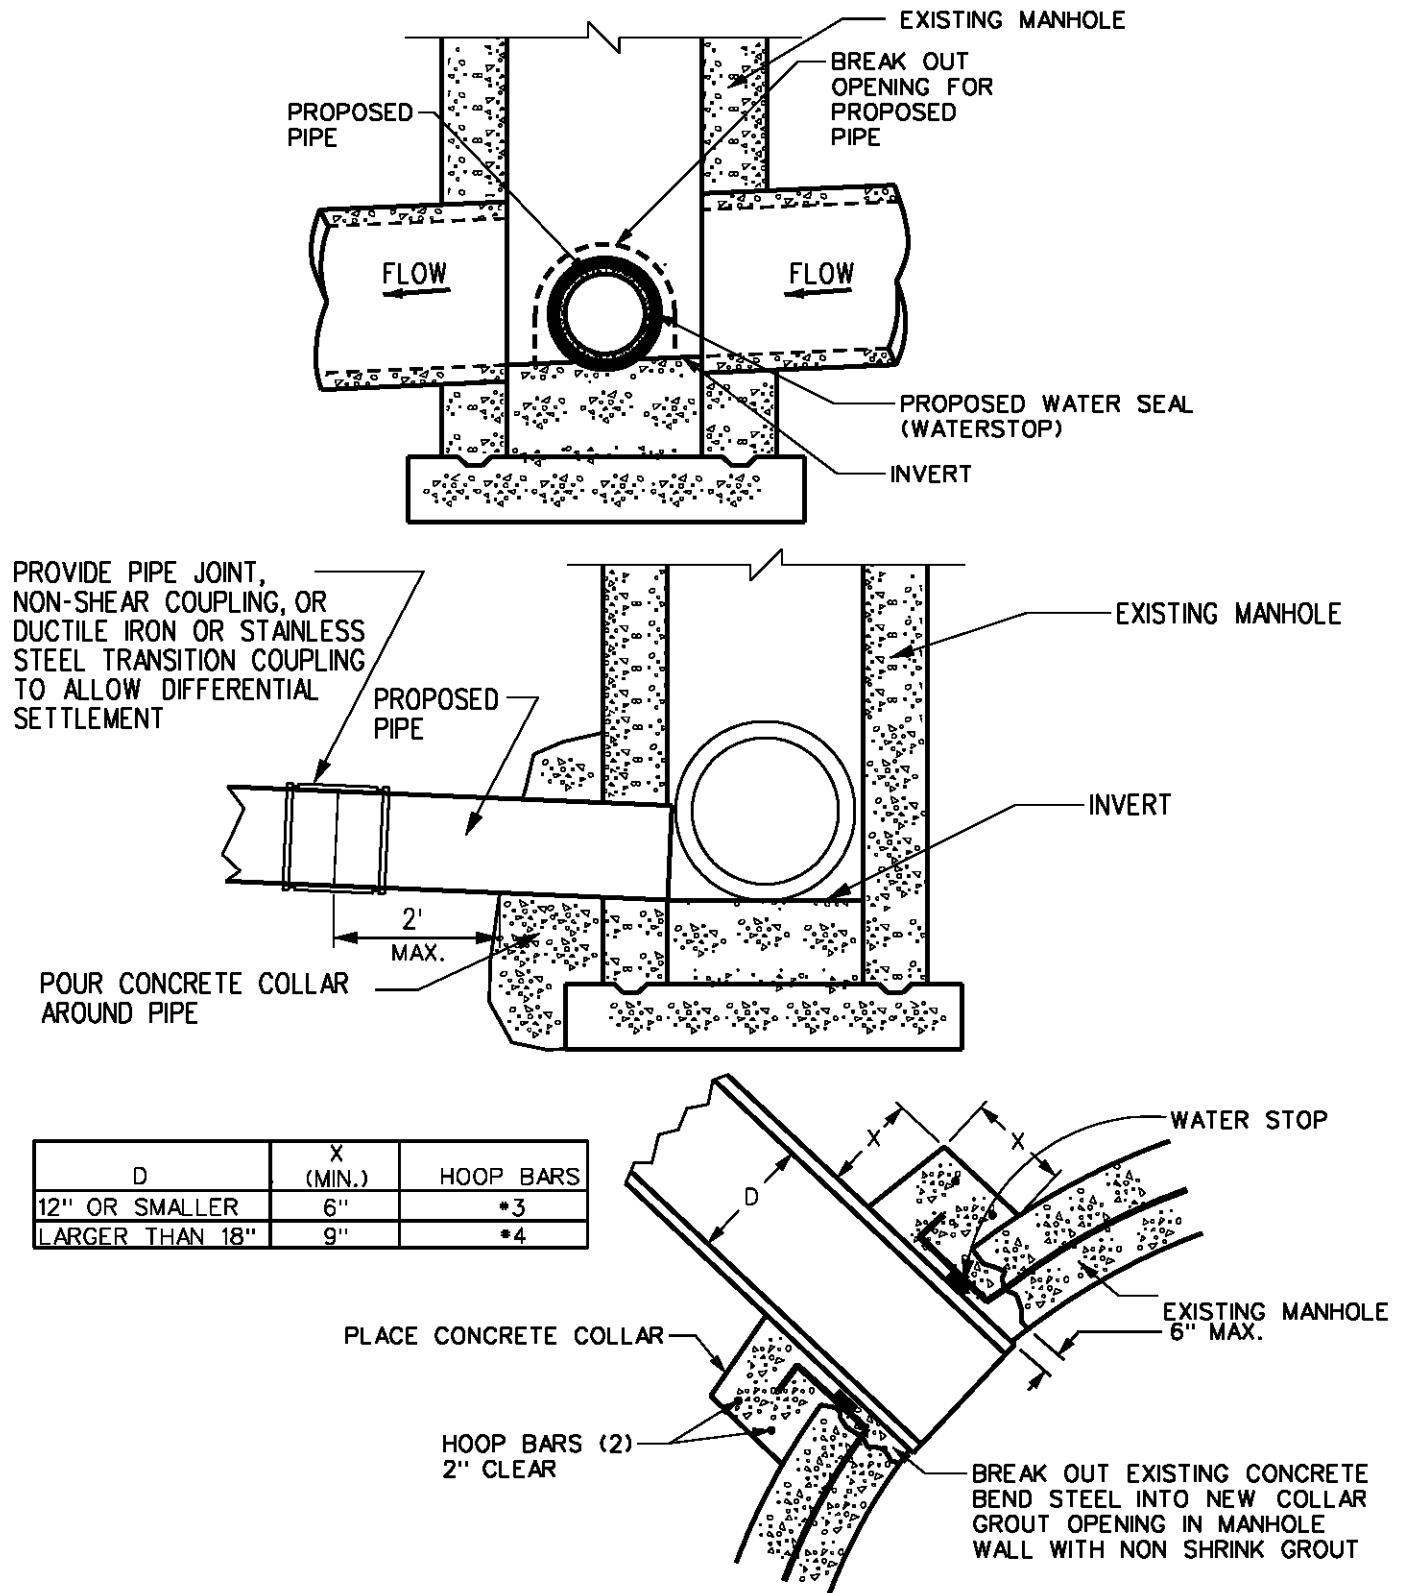 EXISTING MANHOLE
BREAK OUT
OPENING FOR
PROPOSED
PIPE
PROPOSED
PIPE
FLOW
FLOW
PROPOSED WATER SEAL
(WATERSTOP)
INVERT
PROVIDE PIPE JOINT,
NON-SHEAR COUPLING, OR
DUCTILE IRON OR STAINLESS
STEEL TRANSITION COUPLING
TO ALLOW DIFFERENTIAL
SETTLEMENT
EXISTING MANHOLE
PROPOSED
PIPE
INVERT
2'
MAX.
POUR CONCRETE COLLAR
AROUND PIPE
D X (MIN.) HOOP BARS
12" OR SMALLER 6" #3
LARGER THAN 18" 9" #4
X
X
WATER STOP
D
EXISTING MANHOLE
6" MAX.
PLACE CONCRETE COLLAR
HOOP BARS (2)
2" CLEAR
BREAK OUT EXISTING CONCRETE
BEND STEEL INTO NEW COLLAR
GROUT OPENING IN MANHOLE
WALL WITH NON SHRINK GROUT